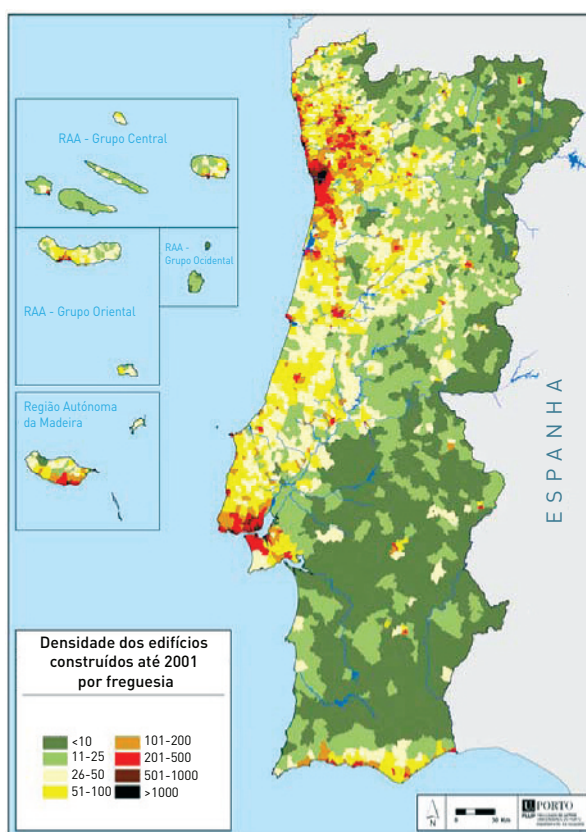 RAA - Grupo Central
RAA -
Grupo Ocidental
RAA - Grupo Oriental
Região Autónoma
da Madeira
ESPANHA
Densidade dos edifícios
construídos até 2001
por freguesia
<10
11-25
26-50
51-100
101-200
201-500
501-1000
>1000
N
0
30 Km
U. PORTO
FLUP